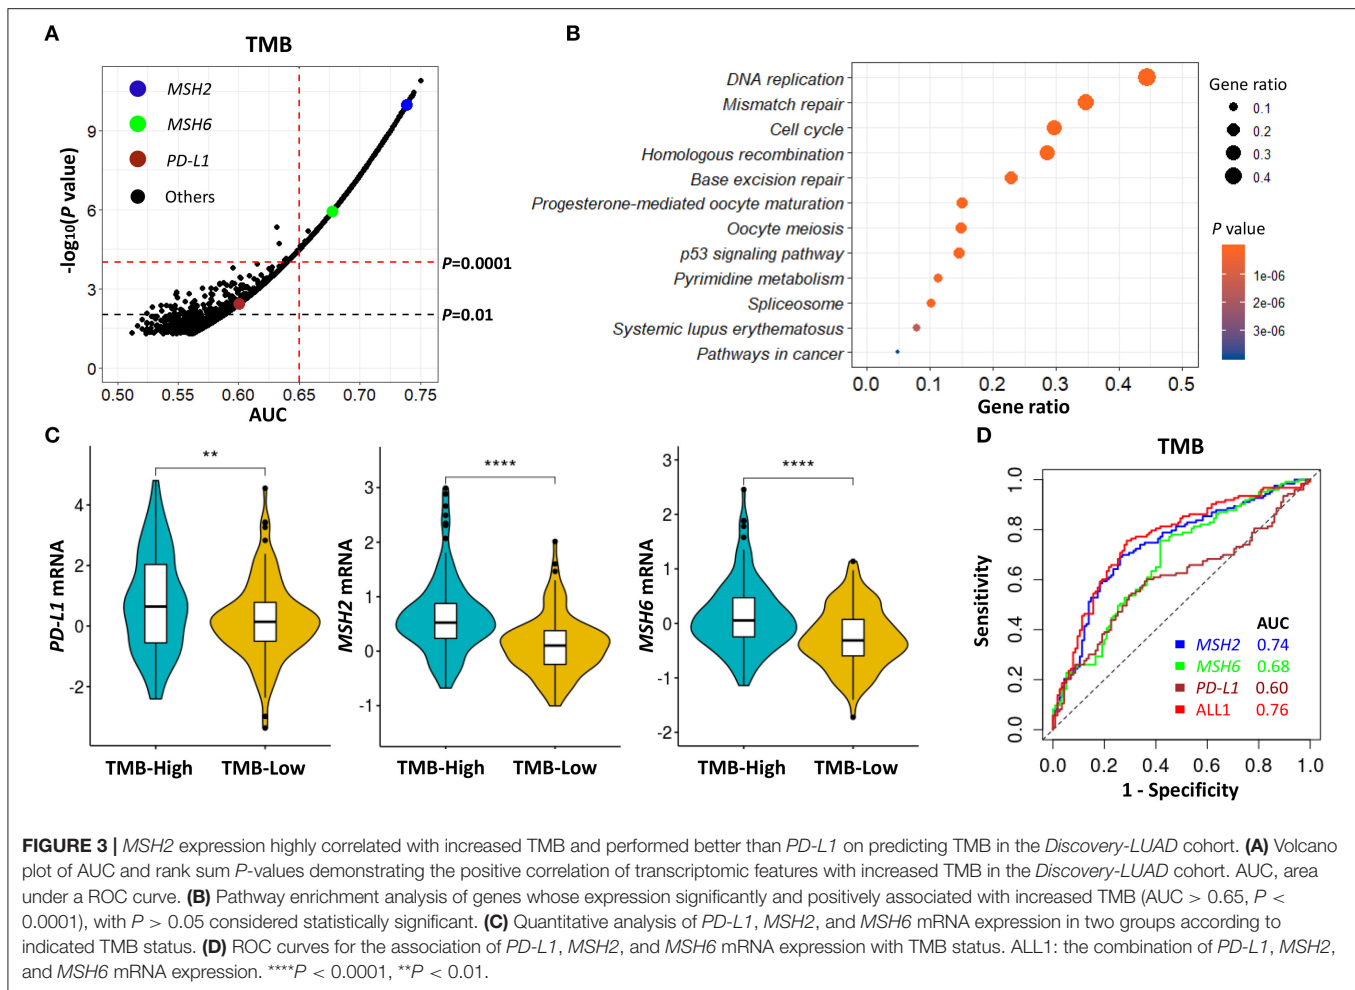 A
TMB
MSH2
MSH6
PD-L1
Others
-log10(P value)
9
6
3
0
P=0.0001
P=0.01
0.50 0.55 0.60 0.65 0.70 0.75
AUC
B
DNA replication
Mismatch repair
Cell cycle
Homologous recombination
Base excision repair
Progesterone-mediated oocyte maturation
Oocyte meiosis
p53 signaling pathway
Pyrimidine metabolism
Spliceosome
Systemic lupus erythematosus
Pathways in cancer
0.0 0.1 0.2 0.3 0.4 0.5
Gene ratio
Gene ratio
0.1
0.2
0.3
0.4
P value
1e-06
2e-06
3e-06
C
PD-L1 mRNA
4
2
0
-2
**
TMB-High TMB-Low
MSH2 mRNA
3
2
1
0
-1
****
TMB-High TMB-Low
MSH6 mRNA
3
2
1
0
-1
-2
****
TMB-High TMB-Low
D
TMB
Sensitivity
1.0
0.8
0.6
0.4
0.2
0.0
AUC
MSH2 0.74
MSH6 0.68
PD-L1 0.60
ALL1 0.76
0.0 0.2 0.4 0.6 0.8 1.0
1 - Specificity
FIGURE 3 | MSH2 expression highly correlated with increased TMB and performed better than PD-L1 on predicting TMB in the Discovery-LUAD cohort. (A) Volcano
plot of AUC and rank sum P-values demonstrating the positive correlation of transcriptomic features with increased TMB in the Discovery-LUAD cohort. AUC, area
under a ROC curve. (B) Pathway enrichment analysis of genes whose expression significantly and positively associated with increased TMB (AUC > 0.65, P <
0.0001), with P > 0.05 considered statistically significant. (C) Quantitative analysis of PD-L1, MSH2, and MSH6 mRNA expression in two groups according to
indicated TMB status. (D) ROC curves for the association of PD-L1, MSH2, and MSH6 mRNA expression with TMB status. ALL1: the combination of PD-L1, MSH2,
and MSH6 mRNA expression. ****P < 0.0001, **P < 0.01.